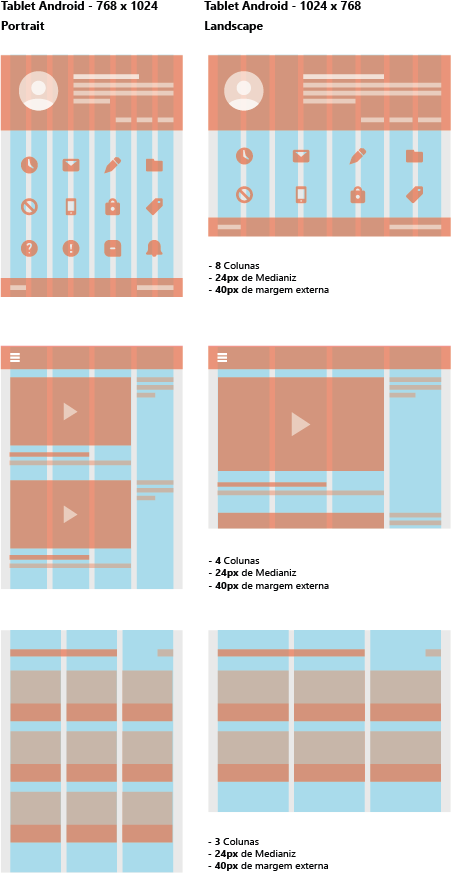 Tablet Android - 768 x 1024
Portrait
Tablet Android - 1024 x 768
Landscape
- 8 Colunas
- 24px de Medianiz
- 40px de margem externa
- 4 Colunas
- 24px de Medianiz
- 40px de margem externa
- 3 Colunas
- 24px de Medianiz
- 40px de margem externa